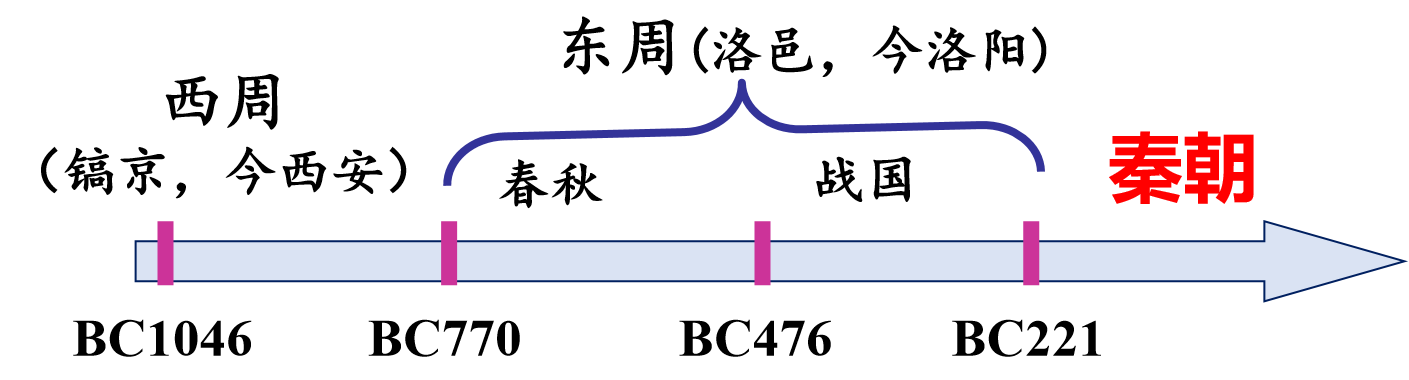 东周(洛邑，今洛阳)
西周
（镐京，今西安）
春秋
战国
秦朝
BC1046
BC770
BC476
BC221